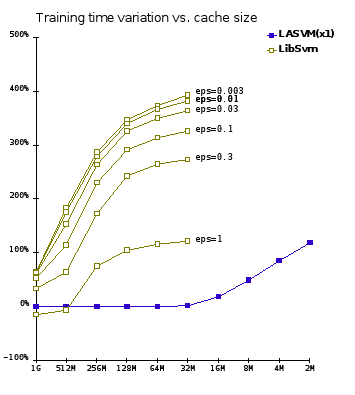 Training time variation vs. cache size
500%
LASVM(x1)
LibSvm
400%
eps=0.003
eps=0.01
eps=0.03
300%
eps=0.1
eps=0.3
200%
eps=1
100%
0%
-100%
1G 512M 256M 128M 64M 32M 16M 8M 4M 2M